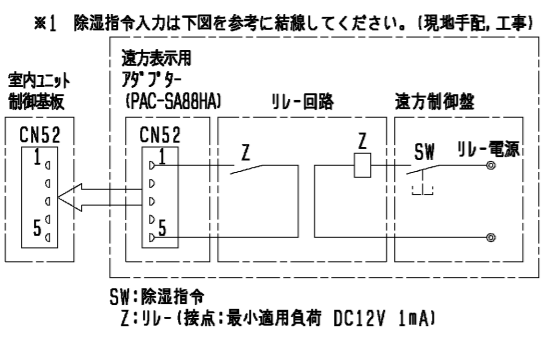 ※1 除湿指令入力は下図を参考に結線してください。(現地手配,工事)
遠方表示用
アダプター
(PAC-SA88HA)
リレー回路
遠方制御盤
室内ユニット
制御基板
CN52
1
5
CN52
1
5
Z
Z
SW
リレー電源
SW:除湿指令
Z:リレー(接点:最小適用負荷 DC12V 1mA)